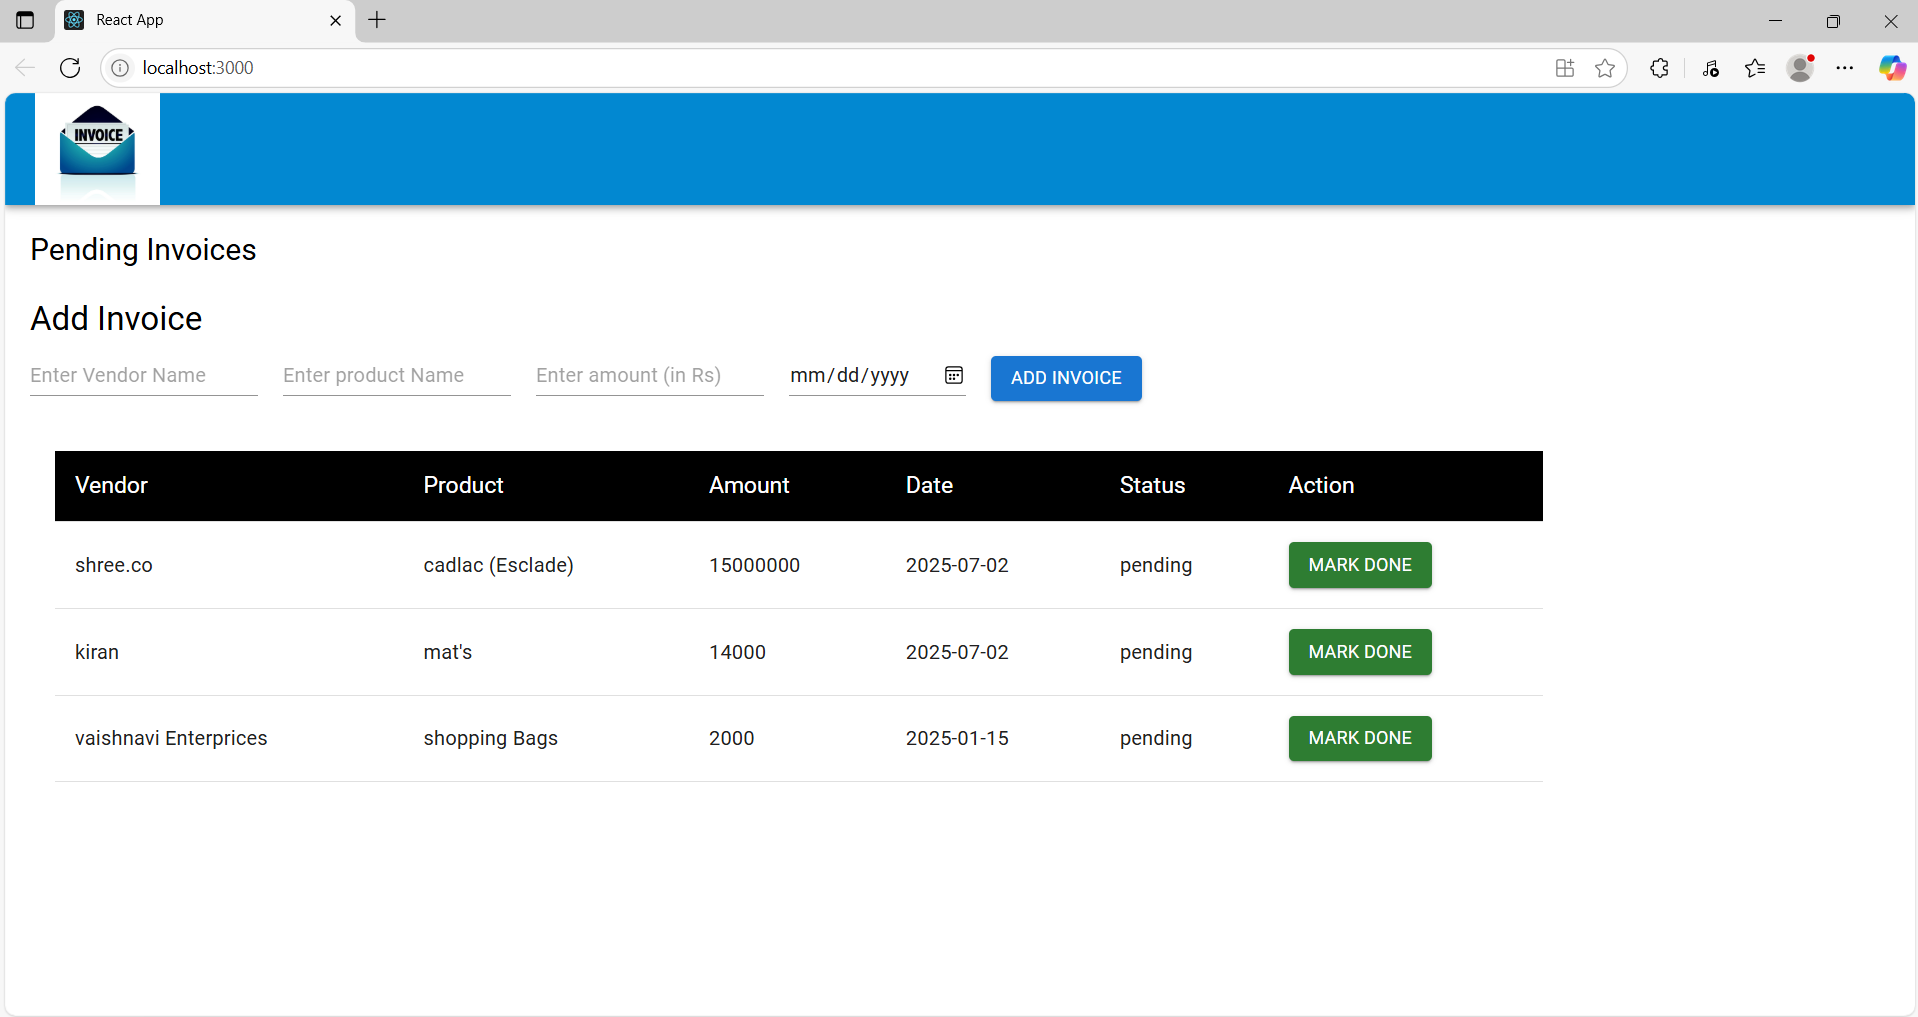 React App
localhost:3000
INVOICE
Pending Invoices
Add Invoice
Enter Vendor Name Enter product Name Enter amount (in Rs) mm/dd/yyyy ADD INVOICE
Vendor Product Amount Date Status Action
shree.co cadlac (Esclade) 15000000 2025-07-02 pending MARK DONE
kiran mat's 14000 2025-07-02 pending MARK DONE
vaishnavi Enterprices shopping Bags 2000 2025-01-15 pending MARK DONE